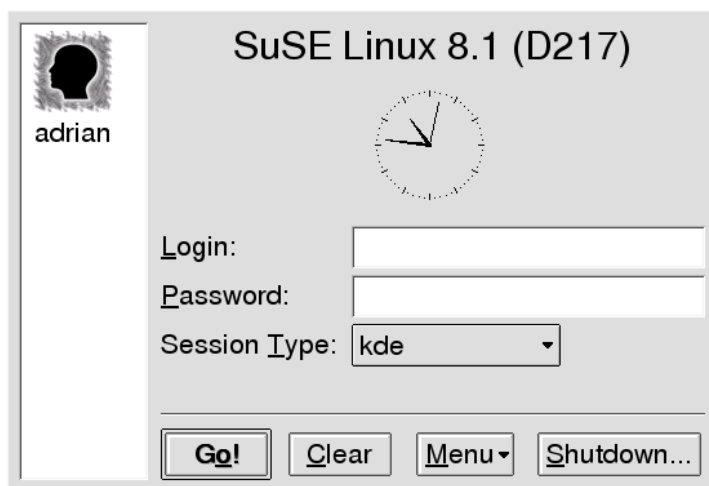 SuSE Linux 8.1 (D217)
adrian
Login:
Password:
Session Type: kde
Go! Clear Menu Shutdown...